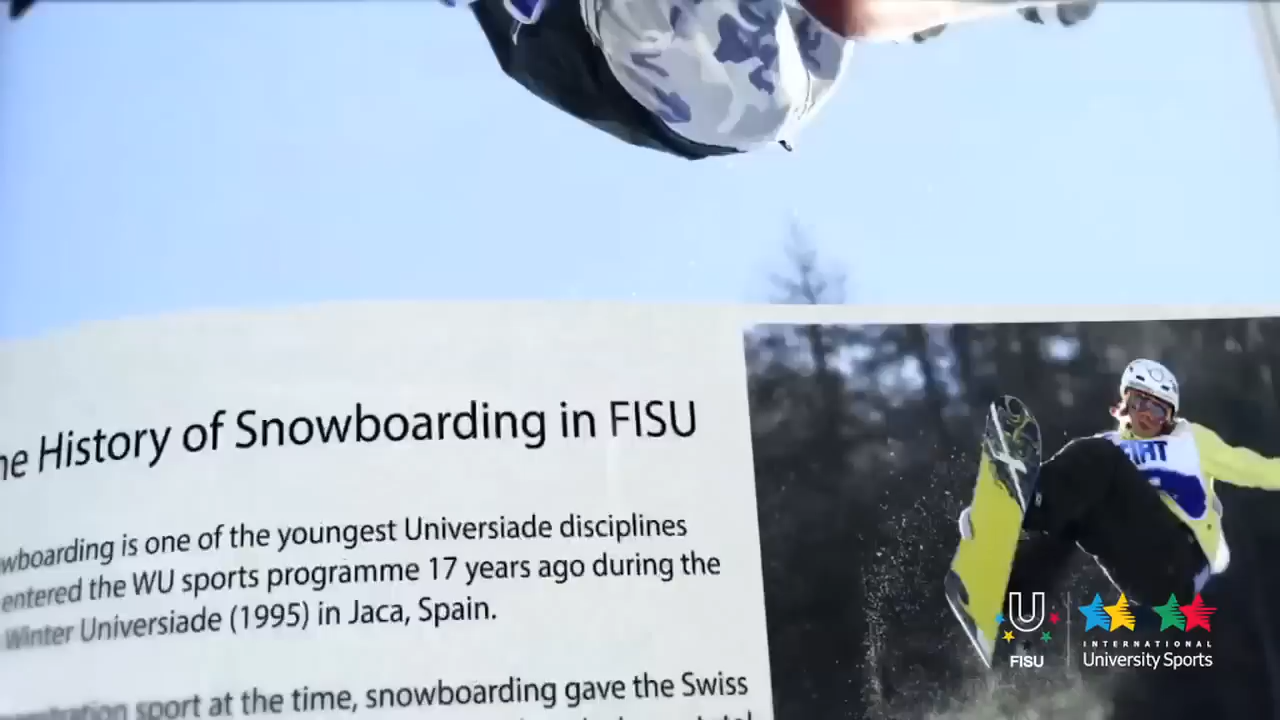 he History of Snowboarding in FISU
wboarding is one of the youngest Universiade disciplines
entered the WU sports programme 17 years ago during the
Winter Universiade (1995) in Jaca, Spain.
sport at the time, snowboarding gave the Swiss
FIAT
FISU
INTERNATIONAL
University Sports